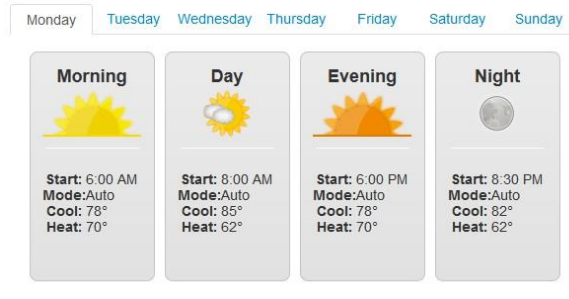 Monday Tuesday Wednesday Thursday Friday Saturday Sunday
Morning
Start: 6:00 AM
Mode:Auto
Cool: 78°
Heat: 70°
Day
Start: 8:00 AM
Mode:Auto
Cool: 85°
Heat: 62°
Evening
Start: 6:00 PM
Mode:Auto
Cool: 78°
Heat: 70°
Night
Start: 8:30 PM
Mode:Auto
Cool: 82°
Heat: 62°